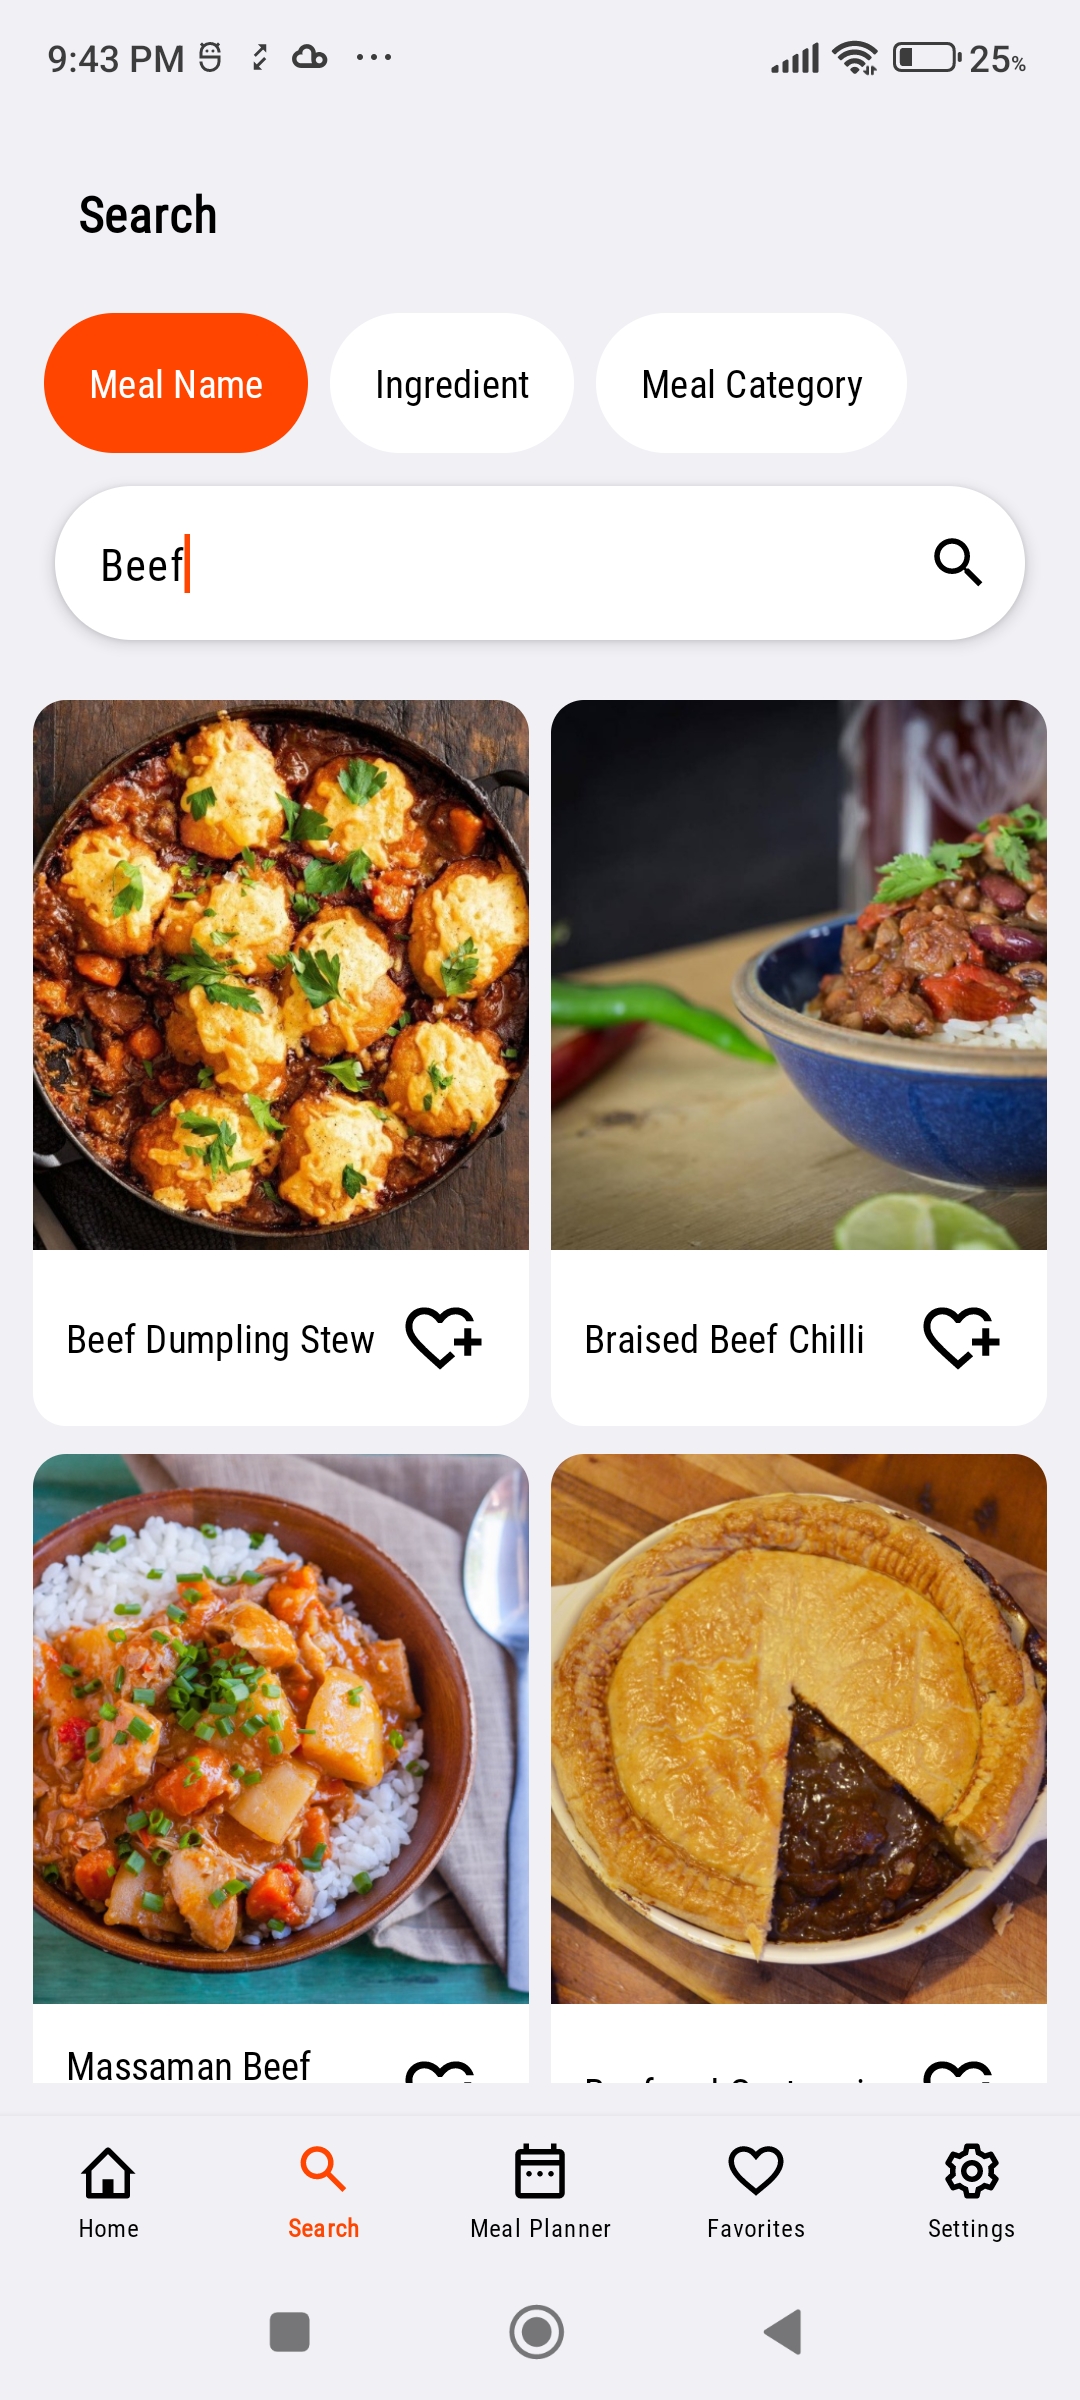 9:43 PM
25%
Search
Meal Name
Ingredient
Meal Category
Beef
Beef Dumpling Stew
Braised Beef Chilli
Massaman Beef
Home
Search
Meal Planner
Favorites
Settings